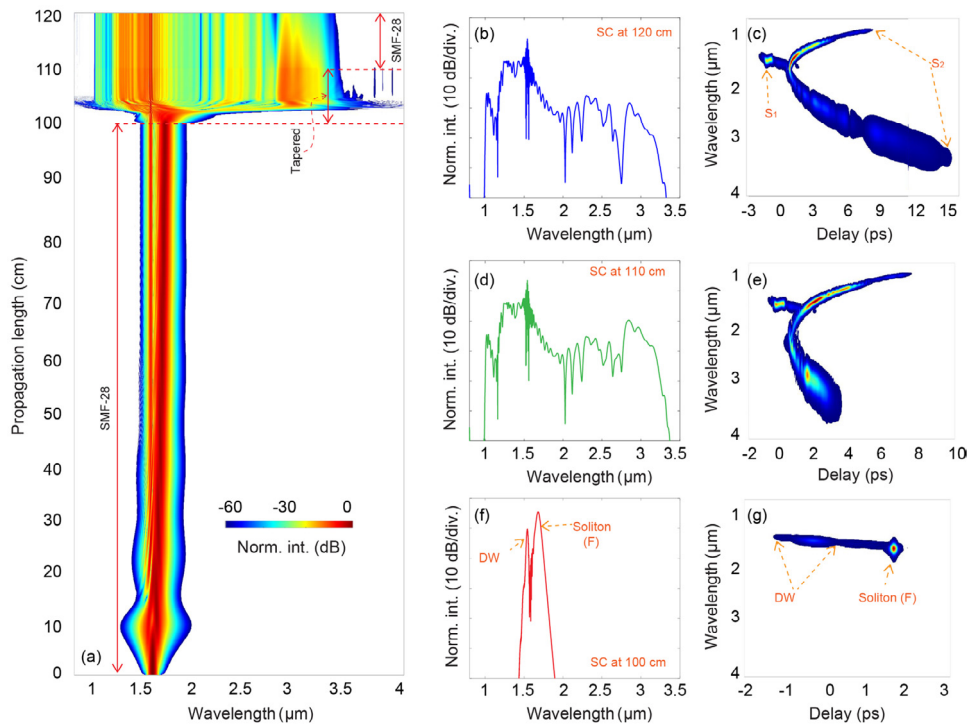 120
110
100
90
80
70
60
50
40
30
20
10
0
Propagation length (cm)
SMF-28
SMF-28
Tapered
-60 -30 0
Norm. int. (dB)
(a)
1 1.5 2.5 3 3.5 4
Wavelength (μm)
(b)
SC at 120 cm
Norm. int. (10 dB/div.)
1 1.5 2 2.5 3 3.5
Wavelength (μm)
(c)
S1
S2
Wavelength (μm)
1
2
3
4
-3 0 3 6 9 12 15
Delay (ps)
(d)
SC at 110 cm
Norm. int. (10 dB/div.)
1 1.5 2 2.5 3 3.5
Wavelength (μm)
(e)
Wavelength (μm)
1
2
3
4
-2 0 2 4 6 8 10
Delay (ps)
(f)
DW
Soliton
(F)
SC at 100 cm
Norm. int. (10 dB/div.)
1 1.5 2 2.5 3 3.5
Wavelength (μm)
(g)
DW
Soliton (F)
Wavelength (μm)
1
2
3
4
-2 -1 0 1 2 3
Delay (ps)